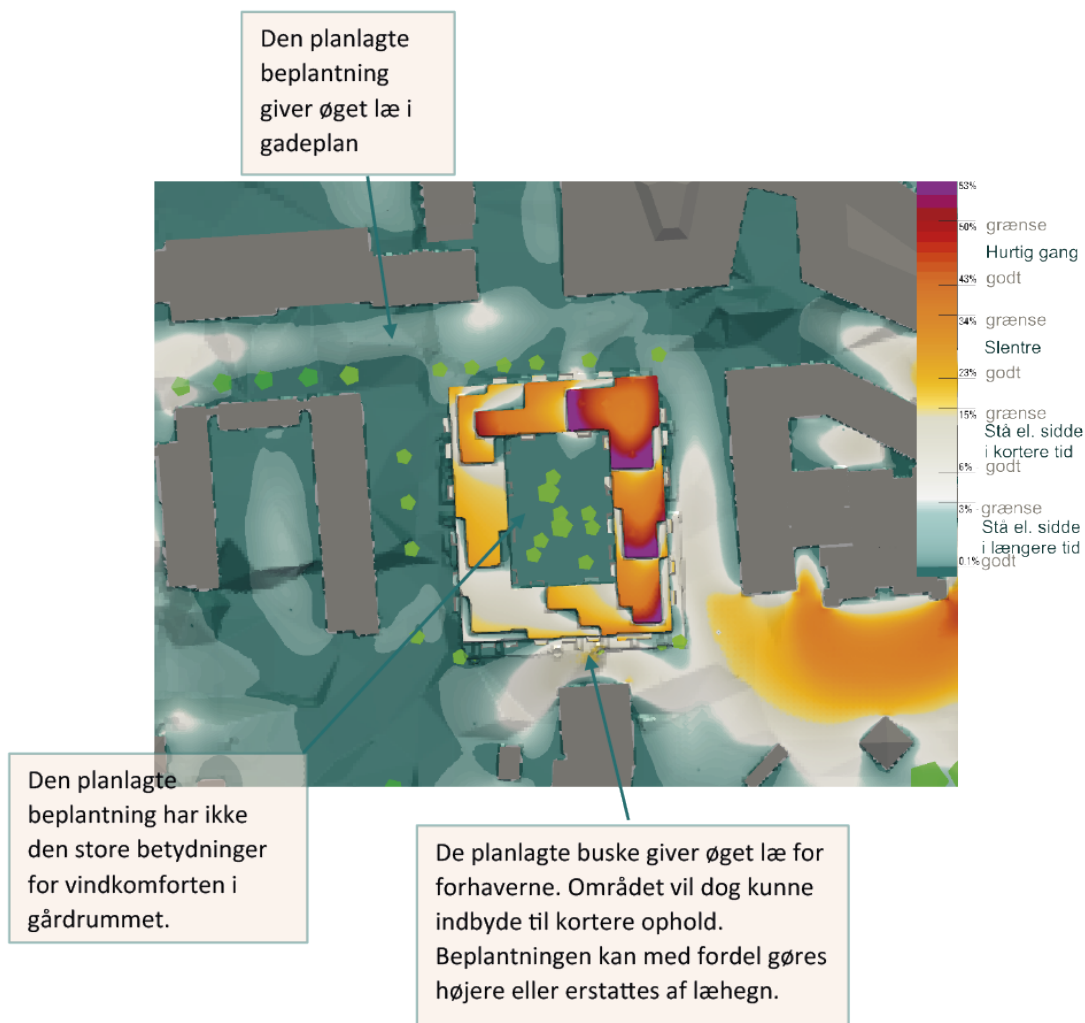 Den planlagte
beplantning
giver øget læ i
gadeplan
53%
50%
grænse
Hurtig gang
43%
godt
34%
grænse
Slentre
23%
godt
15%
grænse
Stå el. sidde
i kortere tid
6%
godt
3%
grænse
Stå el. sidde
i længere tid
0.1%
godt
Den planlagte
beplantning har ikke
den store betydninger
for vindkomforten i
gårdrummet.
De planlagte buske giver øget læ for
forhaverne. Området vil dog kunne
indbyde til kortere ophold.
Beplantningen kan med fordel gøres
højere eller erstattes af læhegn.